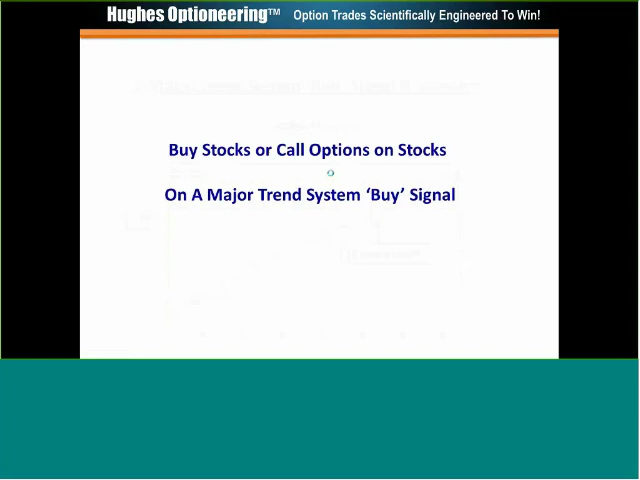 Hughes Optioneering™ Option Trades Scientifically Engineered To Win!
Buy Stocks or Call Options on Stocks
On A Major Trend System ‘Buy’ Signal